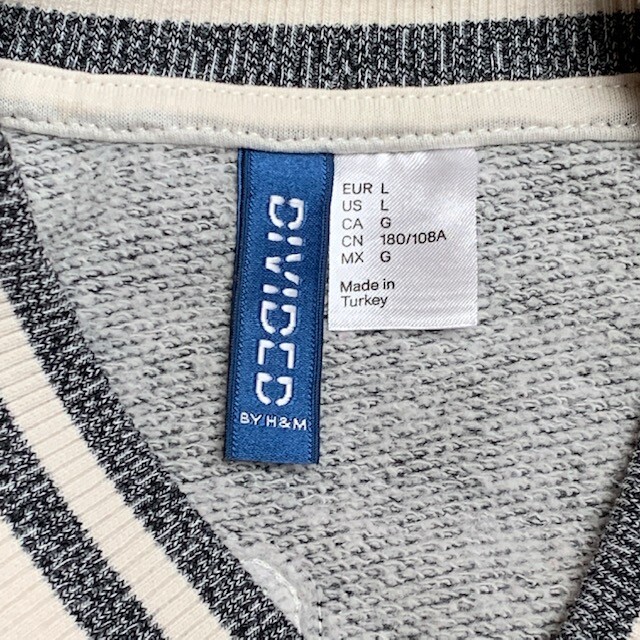 DIVIDED
BY H&M
EUR L
US L
CA G
CN 180/108A
MX G
Made in
Turkey